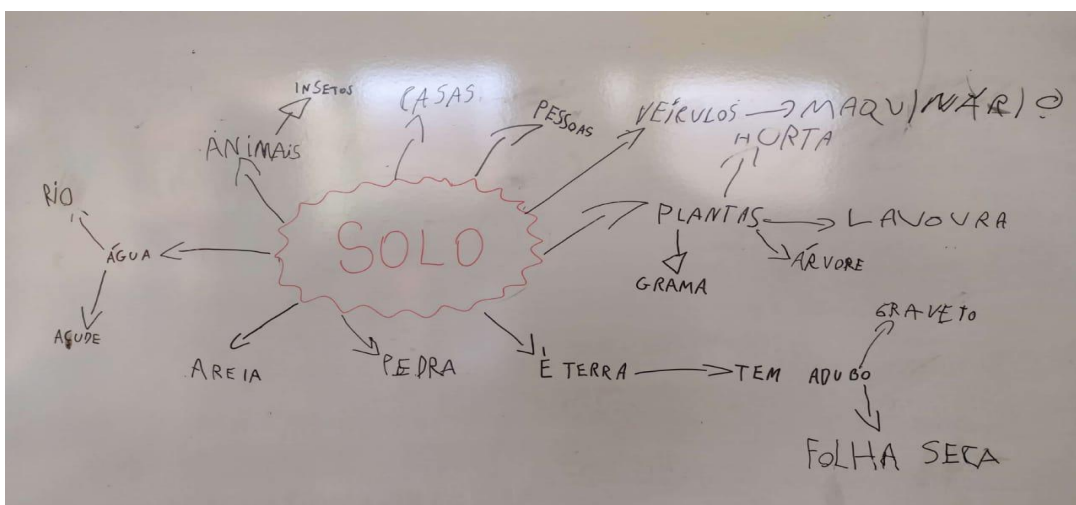 INSETOS
CASAS
PESSOAS
VEÍCULOS
MAQUINÁRIO
HORTA
ANIMAIS
RIO
PLANTAS
LAVOURA
SOLO
ÁGUA
ÁRVORE
GRAMA
GRAVETO
AÇUDE
AREIA
PEDRA
É TERRA
TEM ADUBO
FOLHA SECA